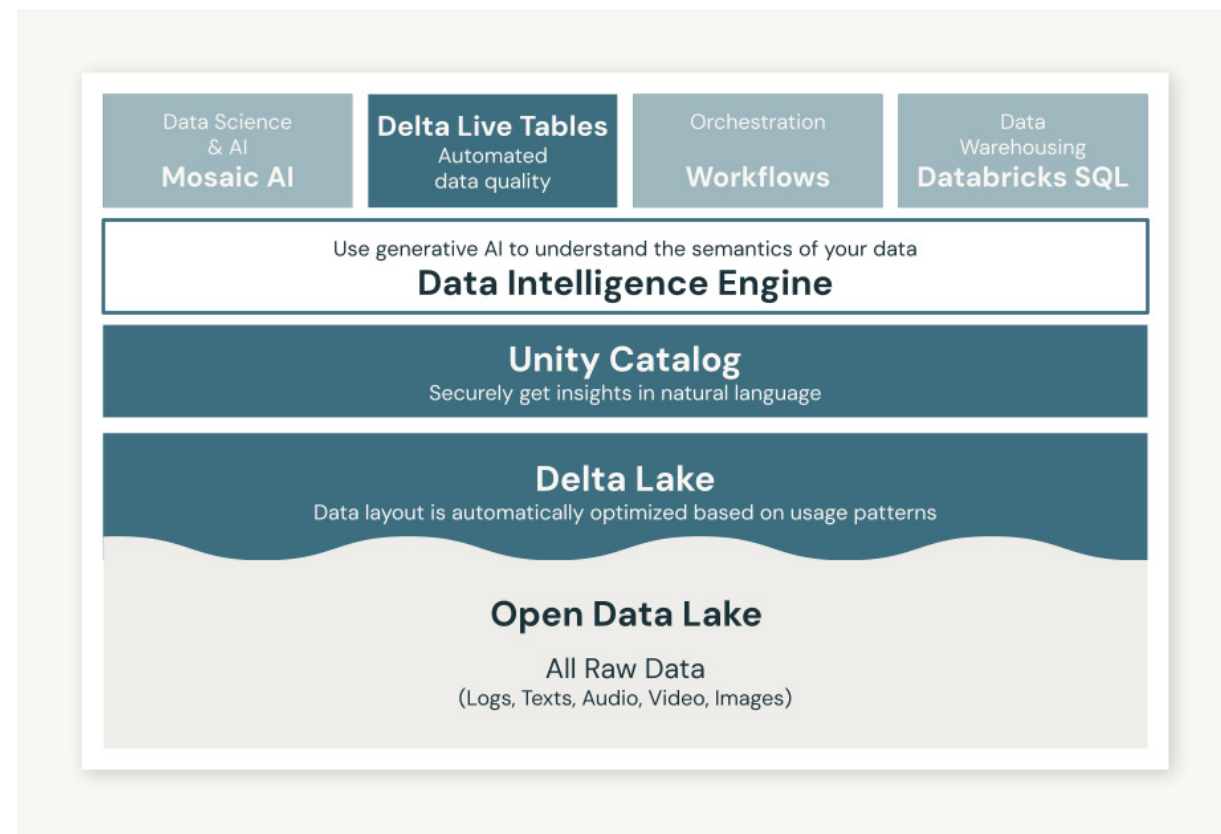 Data Science
& AI
Mosaic AI
Delta Live Tables
Automated
data quality
Orchestration
Workflows
Data
Warehousing
Databricks SQL
Use generative AI to understand the semantics of your data
Data Intelligence Engine
Unity Catalog
Securely get insights in natural language
Delta Lake
Data layout is automatically optimized based on usage patterns
Open Data Lake
All Raw Data
(Logs, Texts, Audio, Video, Images)